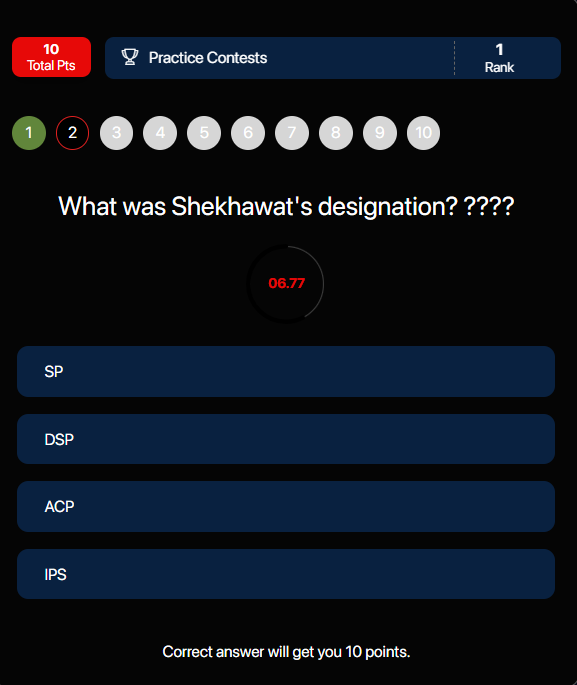 10
Total Pts
Practice Contests
1
Rank
1 2 3 4 5 6 7 8 9 10
What was Shekhawat's designation? ????
06.77
SP
DSP
ACP
IPS
Correct answer will get you 10 points.